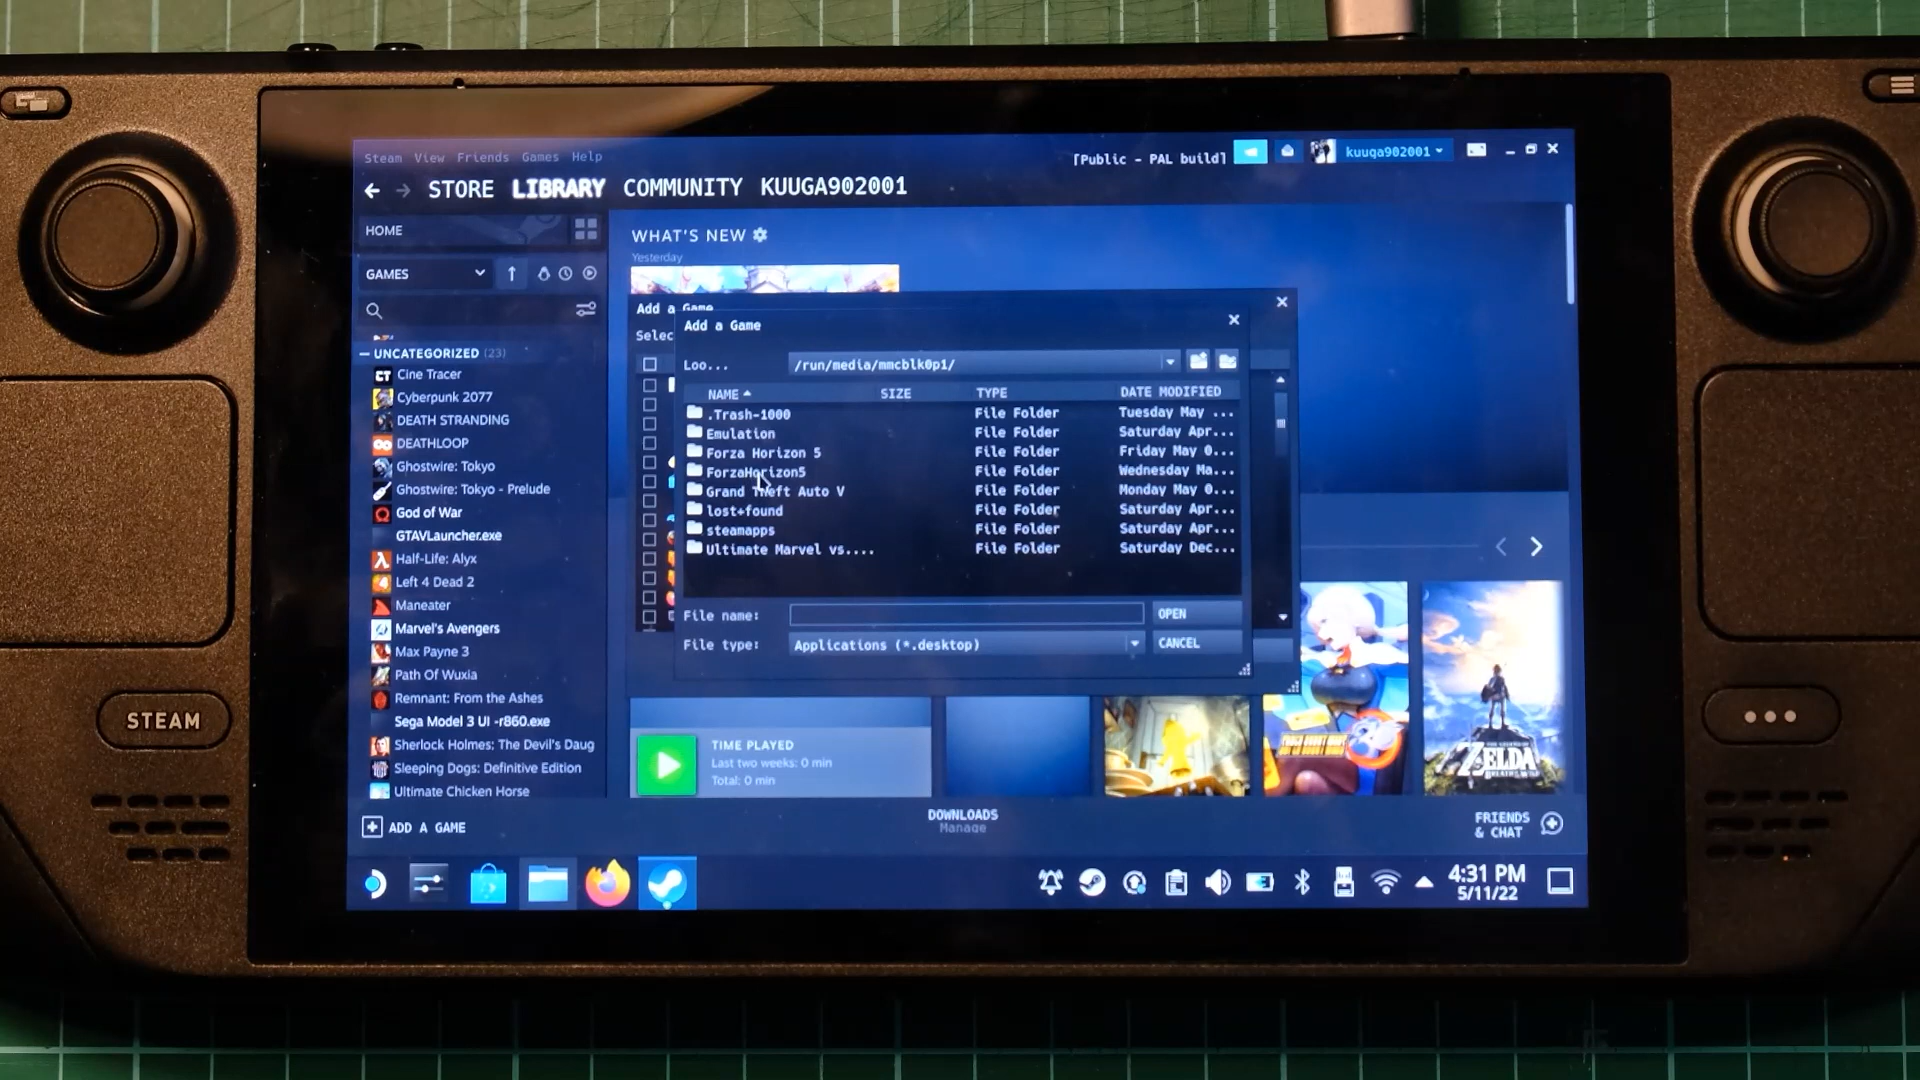 Steam View Friends Games Help
[Public - PAL build]
kuuga902001
STORE LIBRARY COMMUNITY KUUGA902001
HOME
WHAT'S NEW
Yesterday
GAMES
UNCATEGORIZED (23)
Cine Tracer
Cyberpunk 2077
DEATH STRANDING
DEATHLOOP
Ghostwire: Tokyo
Ghostwire: Tokyo - Prelude
God of War
GTAVLauncher.exe
Half-Life: Alyx
Left 4 Dead 2
Maneater
Marvel's Avengers
Max Payne 3
Path Of Wuxia
Remnant: From the Ashes
Sega Model 3 UI -r860.exe
Sherlock Holmes: The Devil's Daug
Sleeping Dogs: Definitive Edition
Ultimate Chicken Horse
Add a Game
Selec
Add a Game
Loo... /run/media/mmcblk0p1/
NAME SIZE TYPE DATE MODIFIED
.Trash-1000 File Folder Tuesday May ...
Emulation File Folder Saturday Apr...
Forza Horizon 5 File Folder Friday May 0...
ForzaHorizon5 File Folder Wednesday Ma...
Grand Theft Auto V File Folder Monday May 0...
lost+found File Folder Saturday Apr...
steamapps File Folder Saturday Apr...
Ultimate Marvel vs.... File Folder Saturday Dec...
File name: OPEN
File type: Applications (*.desktop) CANCEL
TIME PLAYED
Last two weeks: 0 min
Total: 0 min
ZELDA
ADD A GAME
DOWNLOADS
Manage
FRIENDS
& CHAT
4:31 PM
5/11/22
STEAM